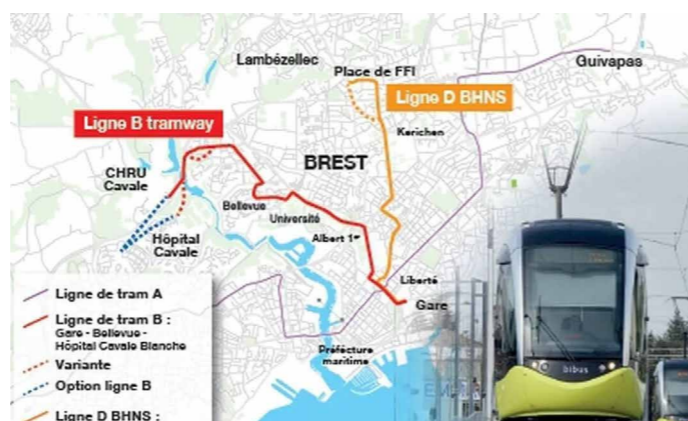 Lambézellec
Place de FFI
Guivapas
Ligne D BHNS
Ligne B tramway
Kerichen
BREST
CHRU
Cavale
Bellevue
Université
Albert 1er
Hôpital
Cavale
Liberté
Gare
Ligne de tram A
Ligne de tram B :
Gare - Bellevue -
Hôpital Cavale Blanche
Variante
Option ligne B
Ligne D BHNS :
Préfécture
maritime
bibus